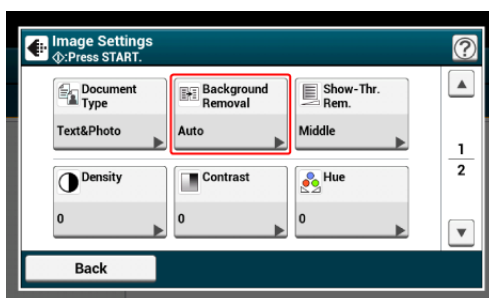 Image Settings
:Press START.
?
Document Type
Background Removal
Show-Thr. Rem.
Text&Photo
Auto
Middle
1
2
Density
Contrast
Hue
0
0
0
Back